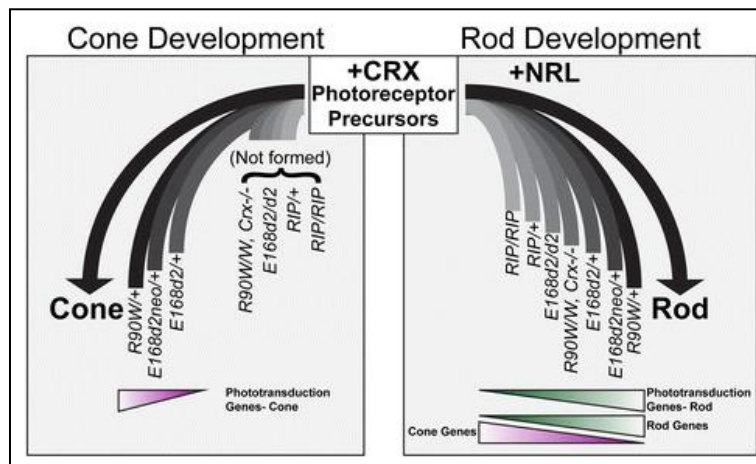 Cone Development
Rod Development
+CRX
Photoreceptor
Precursors
+NRL
(Not formed)
R90W/W, Crx-/-
E168d2/d2
RIP/+
RIP/RIP
R90W/+
E168d2neo/+
E168d2/+
Cone
RIP/RIP
RIP/+
E168d2/d2
R90W/W, Crx-/-
E168d2/+
E168d2neo/+
R90W/+
Rod
Phototransduction
Genes- Cone
Phototransduction
Genes- Rod
Rod Genes
Cone Genes